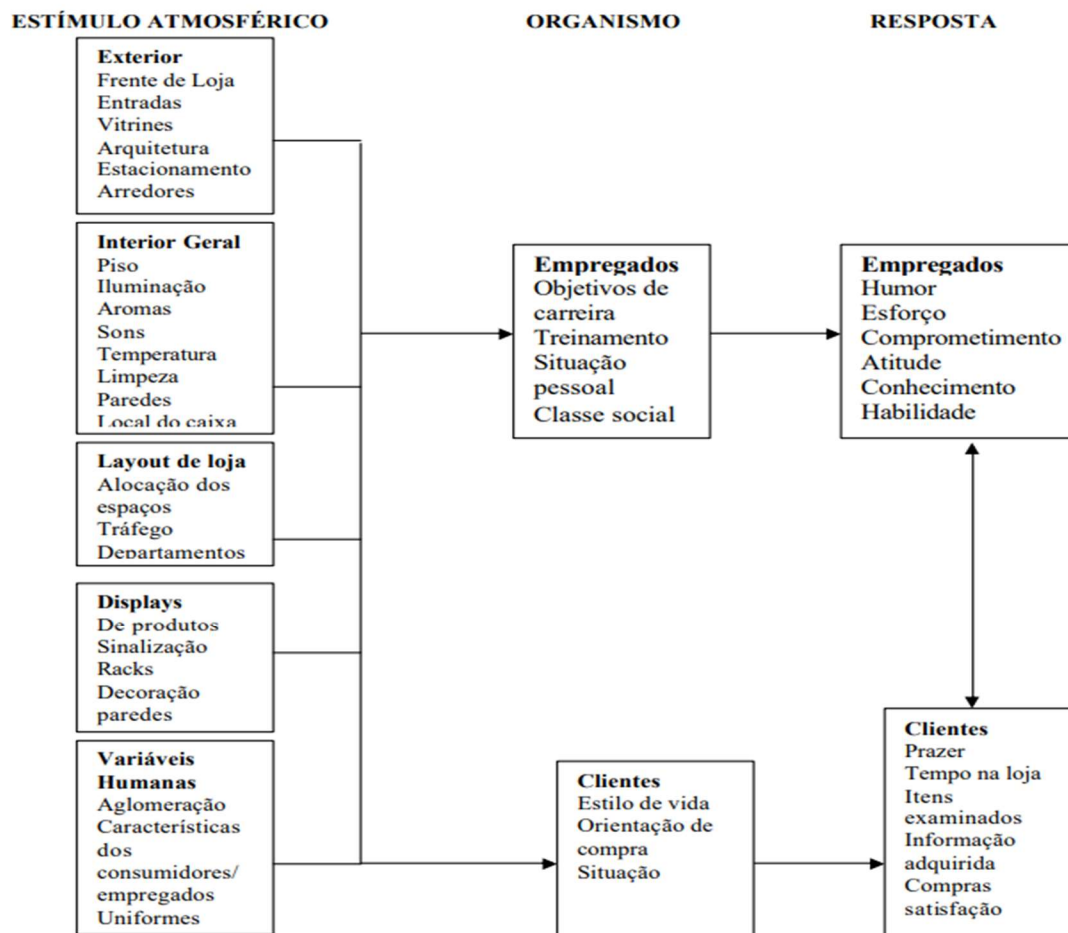 ESTÍMULO ATMOSFÉRICO
ORGANISMO
RESPOSTA
Exterior
Frente de Loja
Entradas
Vitrines
Arquitetura
Estacionamento
Arredores
Interior Geral
Piso
Iluminação
Aromas
Sons
Temperatura
Limpeza
Paredes
Local do caixa
Layout de loja
Alocação dos
espaços
Tráfego
Departamentos
Displays
De produtos
Sinalização
Racks
Decoração
paredes
Variáveis
Humanas
Aglomeração
Características
dos
consumidores/
empregados
Uniformes
Empregados
Objetivos de
carreira
Treinamento
Situação
pessoal
Classe social
Clientes
Estilo de vida
Orientação de
compra
Situação
Empregados
Humor
Esforço
Comprometimento
Atitude
Conhecimento
Habilidade
Clientes
Prazer
Tempo na loja
Itens
examinados
Informação
adquirida
Compras
satisfação